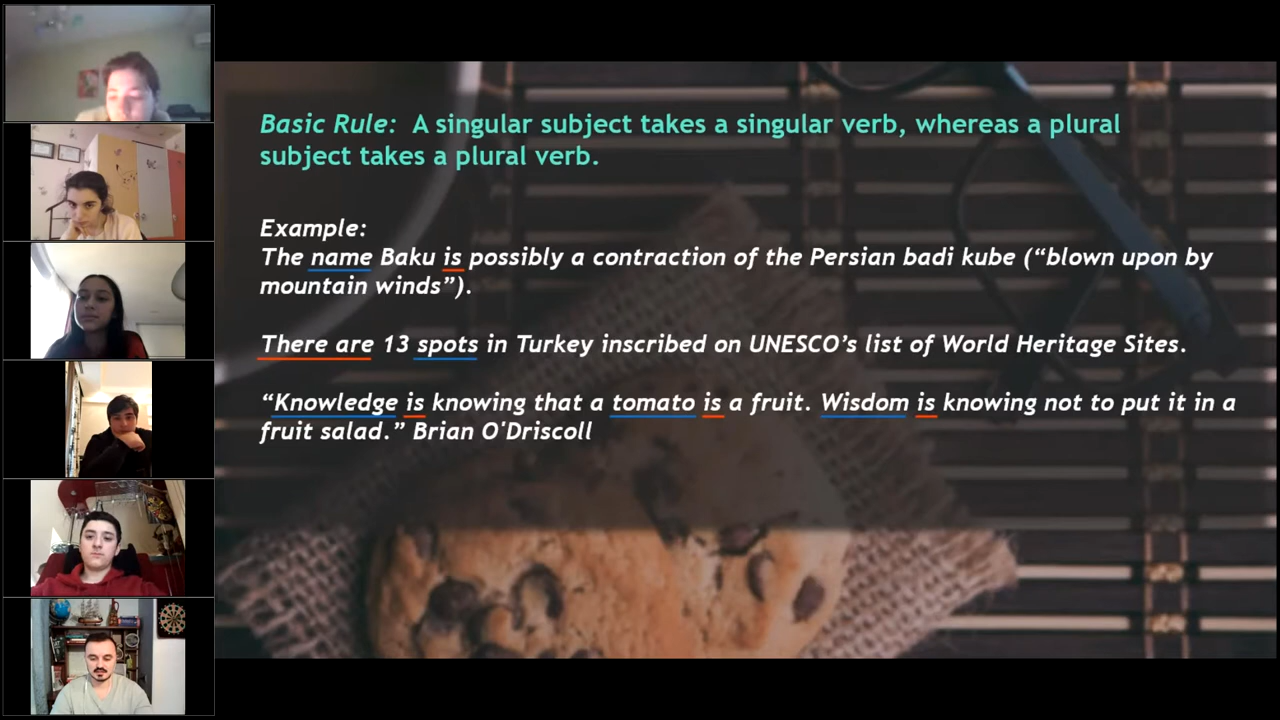 Basic Rule: A singular subject takes a singular verb, whereas a plural
subject takes a plural verb.
Example:
The name Baku is possibly a contraction of the Persian badi kube (“blown upon by
mountain winds”).
There are 13 spots in Turkey inscribed on UNESCO’s list of World Heritage Sites.
“Knowledge is knowing that a tomato is a fruit. Wisdom is knowing not to put it in a
fruit salad.” Brian O'Driscoll